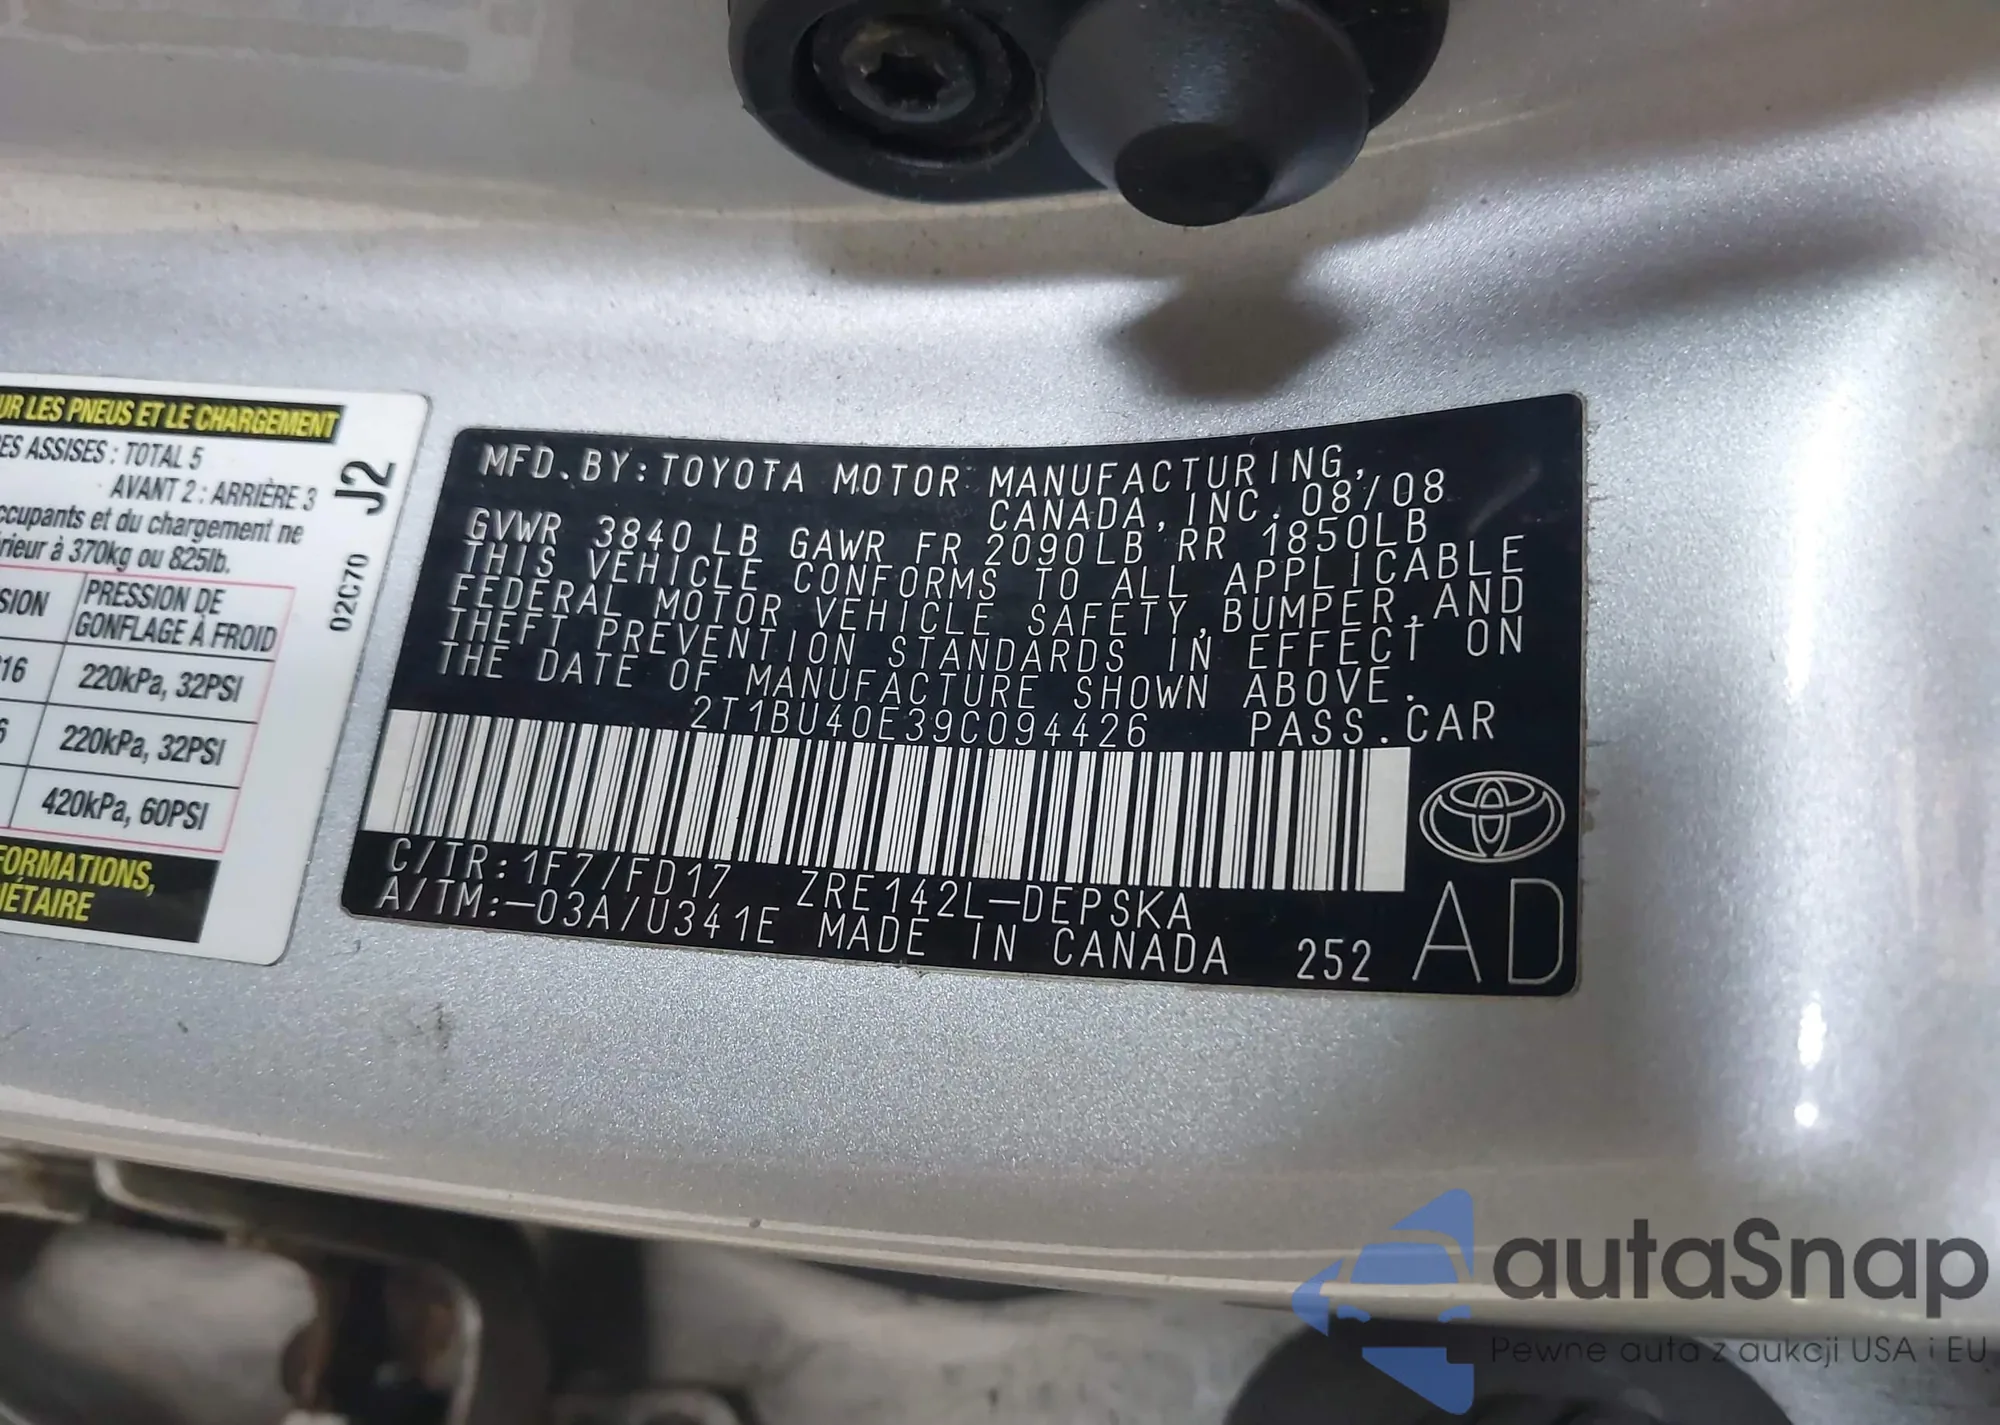 UR LES PNEUS ET LE CHARGEMENT
ES ASSISES : TOTAL 5
AVANT 2 : ARRIÈRE 3
ccupants et du chargement ne
rieur à 370kg ou 825lb.
SION PRESSION DE
GONFLAGE À FROID
16 220kPa, 32PSI
6 220kPa, 32PSI
420kPa, 60PSI
FORMATIONS,
IÉTAIRE
J2
02C70
MFD.BY:TOYOTA MOTOR MANUFACTURING,
CANADA,INC. 08/08
GVWR 3840 LB GAWR FR 2090LB RR 1850LB
THIS VEHICLE CONFORMS TO ALL APPLICABLE
FEDERAL MOTOR VEHICLE SAFETY,BUMPER,AND
THEFT PREVENTION STANDARDS IN EFFECT ON
THE DATE OF MANUFACTURE SHOWN ABOVE.
2T1BU40E39C094426 PASS.CAR
C/TR:1F7/FD17 ZRE142L-DEPSKA
A/TM:-03A/U341E MADE IN CANADA 252 AD
autaSnap
Pewne auta z aukcji USA i EU